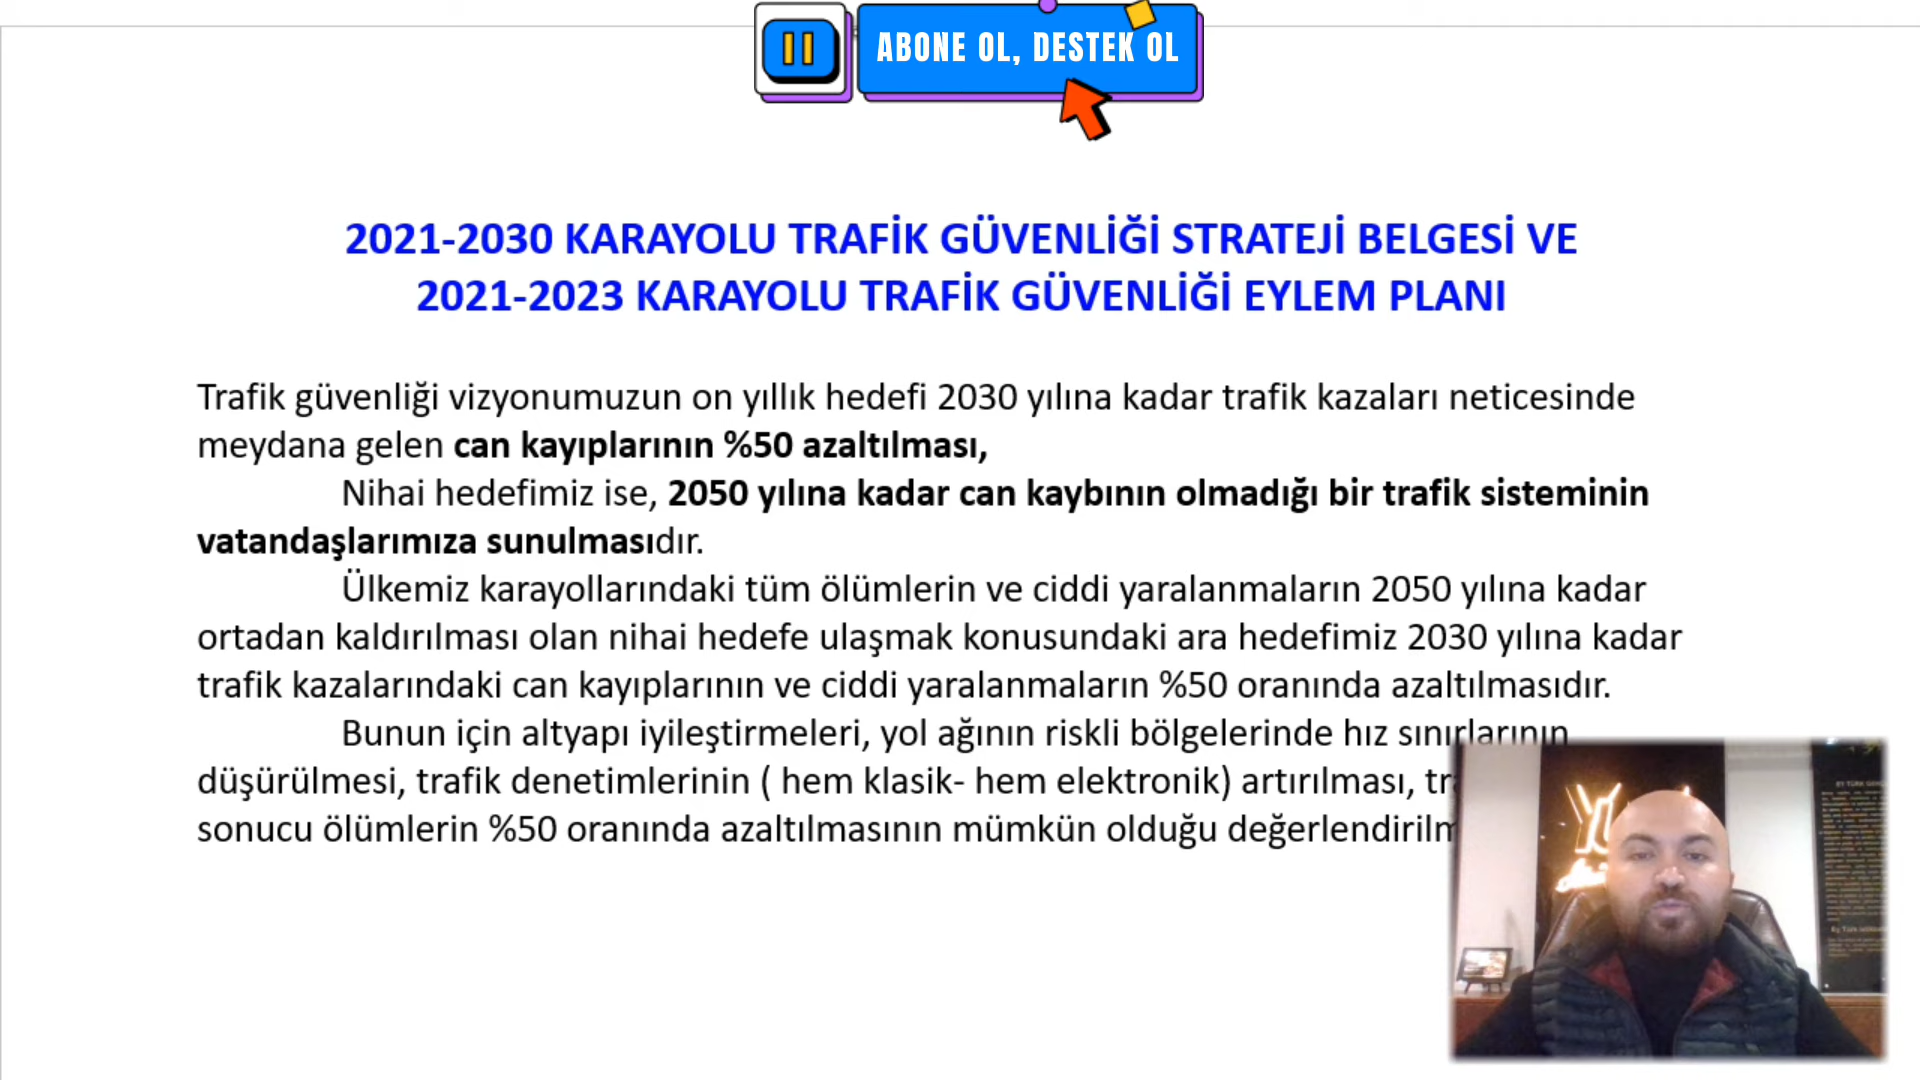 ABONE OL, DESTEK OL
2021-2030 KARAYOLU TRAFİK GÜVENLİĞİ STRATEJİ BELGESİ VE
2021-2023 KARAYOLU TRAFİK GÜVENLİĞİ EYLEM PLANI
Trafik güvenliği vizyonumuzun on yıllık hedefi 2030 yılına kadar trafik kazaları neticesinde
meydana gelen can kayıplarının %50 azaltılması,
Nihai hedefimiz ise, 2050 yılına kadar can kaybının olmadığı bir trafik sisteminin
vatandaşlarımıza sunulmasıdır.
Ülkemiz karayollarındaki tüm ölümlerin ve ciddi yaralanmaların 2050 yılına kadar
ortadan kaldırılması olan nihai hedefe ulaşmak konusundaki ara hedefimiz 2030 yılına kadar
trafik kazalarındaki can kayıplarının ve ciddi yaralanmaların %50 oranında azaltılmasıdır.
Bunun için altyapı iyileştirmeleri, yol ağının riskli bölgelerinde hız sınırlarının
düşürülmesi, trafik denetimlerinin ( hem klasik- hem elektronik) artırılması,
sonucu ölümlerin %50 oranında azaltılmasının mümkün olduğu